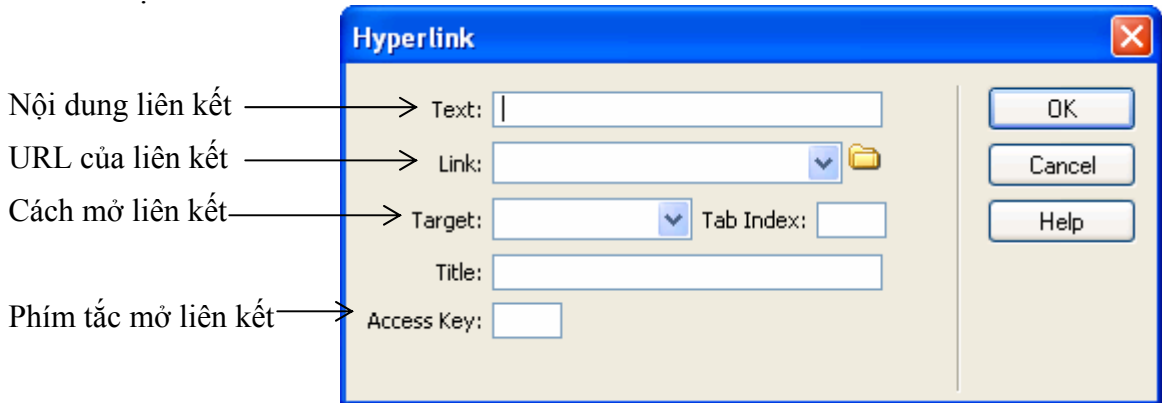 Hyperlink
Nội dung liên kết Text: OK
URL của liên kết Link: Cancel
Cách mở liên kết Target: Tab Index: Help
Title:
Phím tắc mở liên kết Access Key: